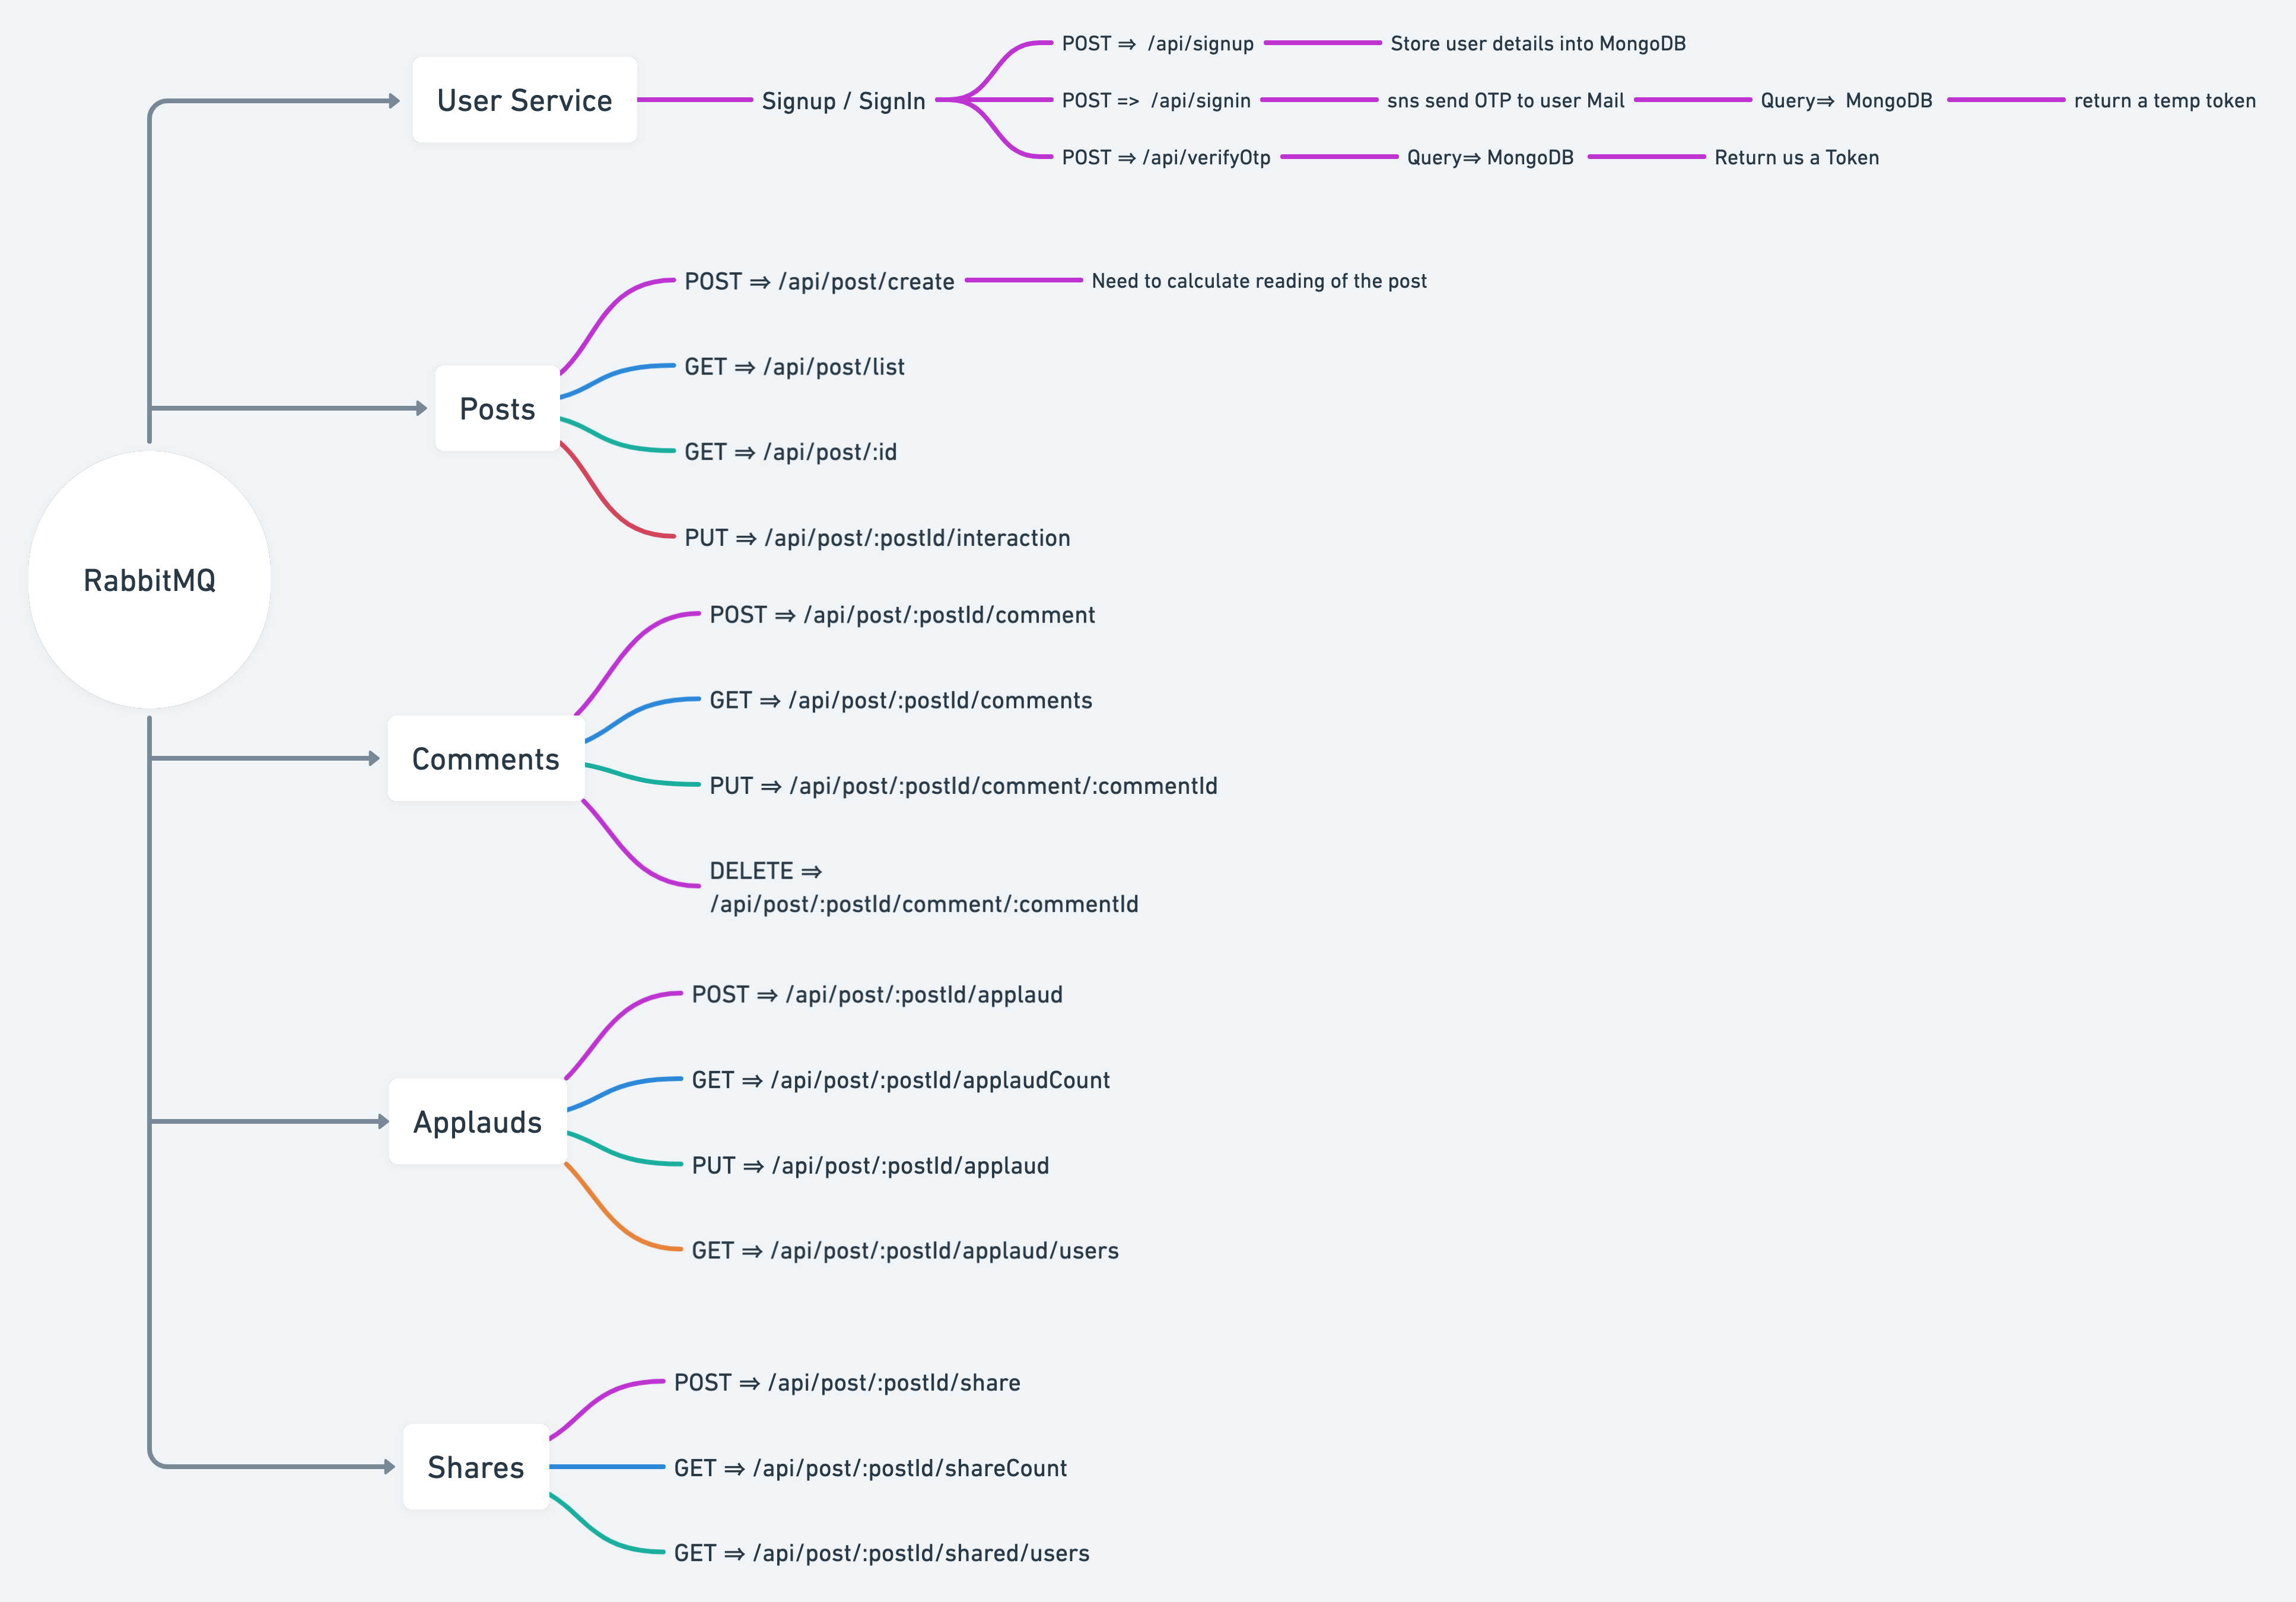 POST ⇒ /api/signup
Store user details into MongoDB
User Service
Signup / SignIn
POST => /api/signin
sns send OTP to user Mail
Query⇒ MongoDB
return a temp token
POST ⇒ /api/verifyOtp
Query⇒ MongoDB
Return us a Token
POST ⇒ /api/post/create
Need to calculate reading of the post
GET ⇒ /api/post/list
Posts
GET ⇒ /api/post/:id
PUT ⇒ /api/post/:postId/interaction
RabbitMQ
POST ⇒ /api/post/:postId/comment
GET ⇒ /api/post/:postId/comments
Comments
PUT ⇒ /api/post/:postId/comment/:commentId
DELETE ⇒
/api/post/:postId/comment/:commentId
POST ⇒ /api/post/:postId/applaud
GET ⇒ /api/post/:postId/applaudCount
Applauds
PUT ⇒ /api/post/:postId/applaud
GET ⇒ /api/post/:postId/applaud/users
POST ⇒ /api/post/:postId/share
Shares
GET ⇒ /api/post/:postId/shareCount
GET ⇒ /api/post/:postId/shared/users